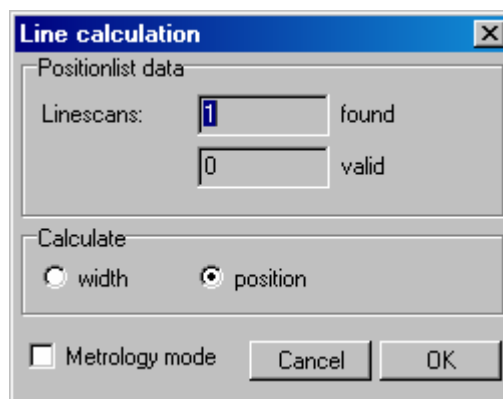 Line calculation
Positionlist data
Linescans: 1 found
0 valid
Calculate
width position
Metrology mode Cancel OK